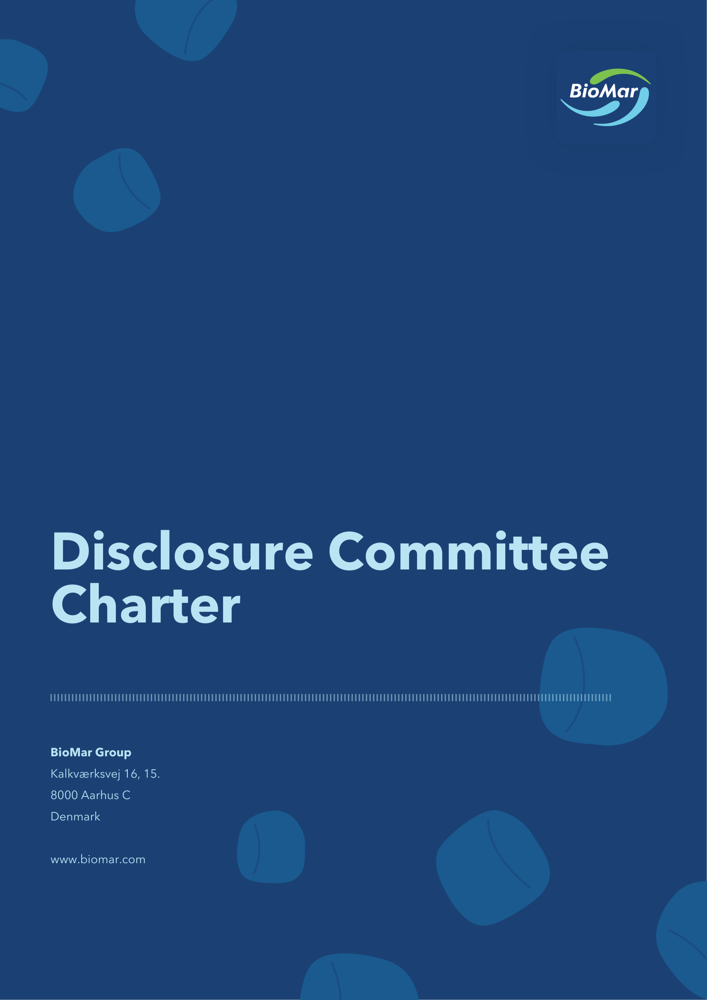 BioMar
Disclosure Committee
Charter
BioMar Group
Kalkværksvej 16, 15.
8000 Aarhus C
Denmark
www.biomar.com